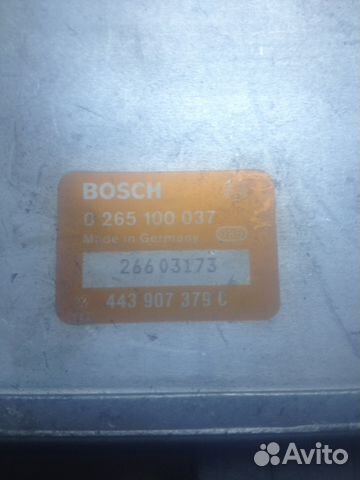 BOSCH
0 265 100 037
Made in Germany
26603173
443 907 379 C
Avito